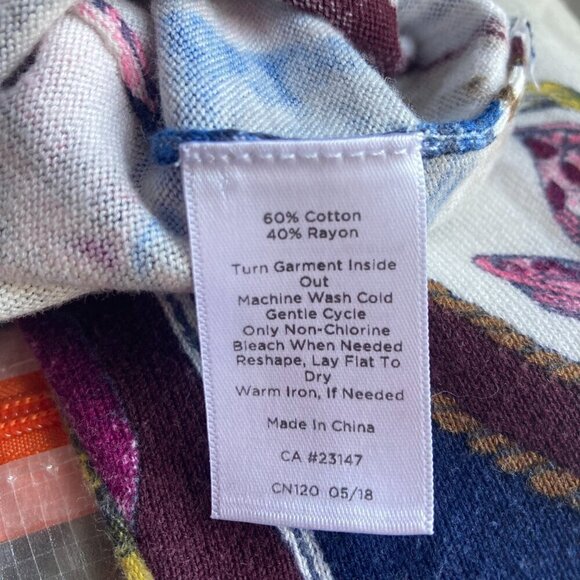 60% Cotton
40% Rayon
Turn Garment Inside
Out
Machine Wash Cold
Gentle Cycle
Only Non-Chlorine
Bleach When Needed
Reshape, Lay Flat To
Dry
Warm Iron, If Needed
Made In China
CA #23147
CN120 05/18